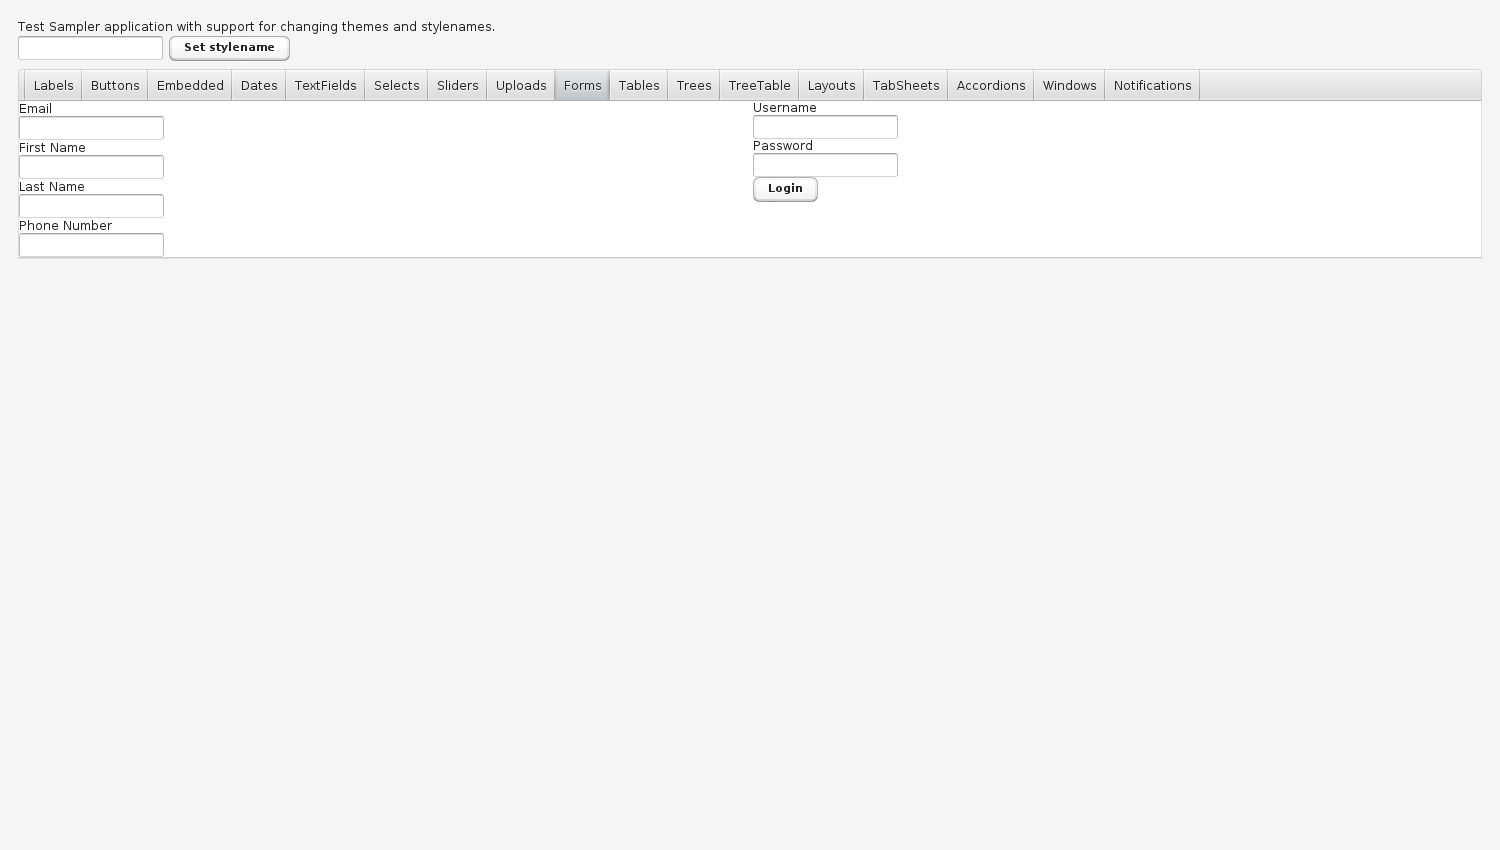 Test Sampler application with support for changing themes and stylenames.
Set stylename
Labels Buttons Embedded Dates TextFields Selects Sliders Uploads Forms Tables Trees TreeTable Layouts TabSheets Accordions Windows Notifications
Email
First Name
Last Name
Phone Number
Username
Password
Login